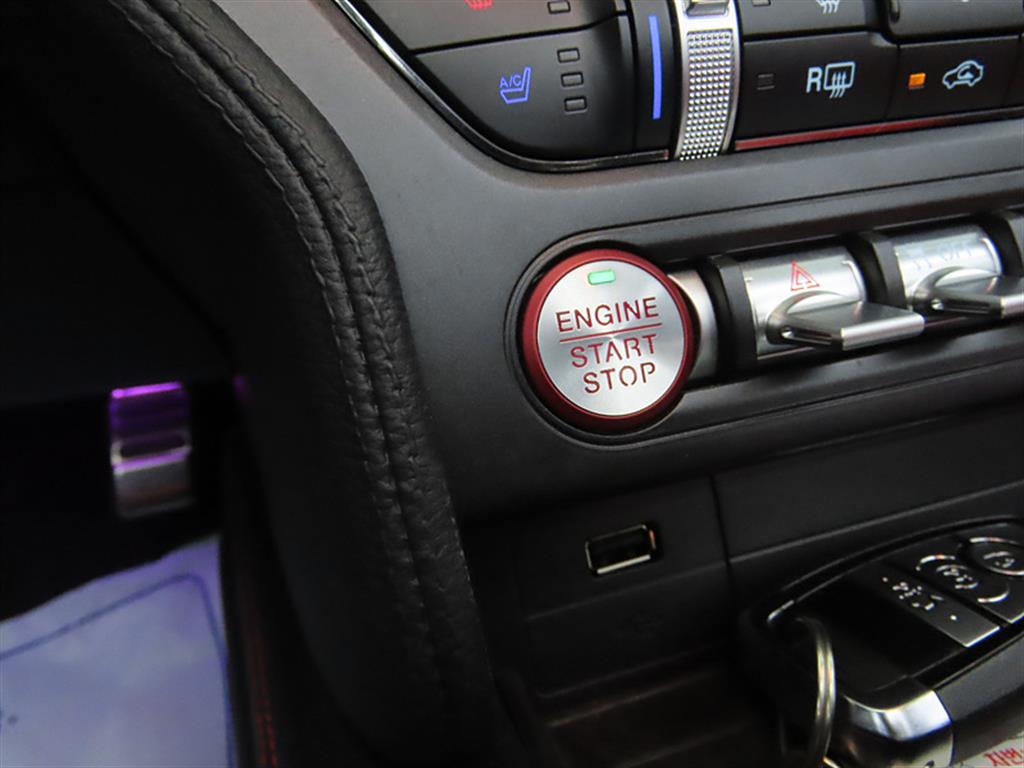 A/C
R
ENGINE
START
STOP